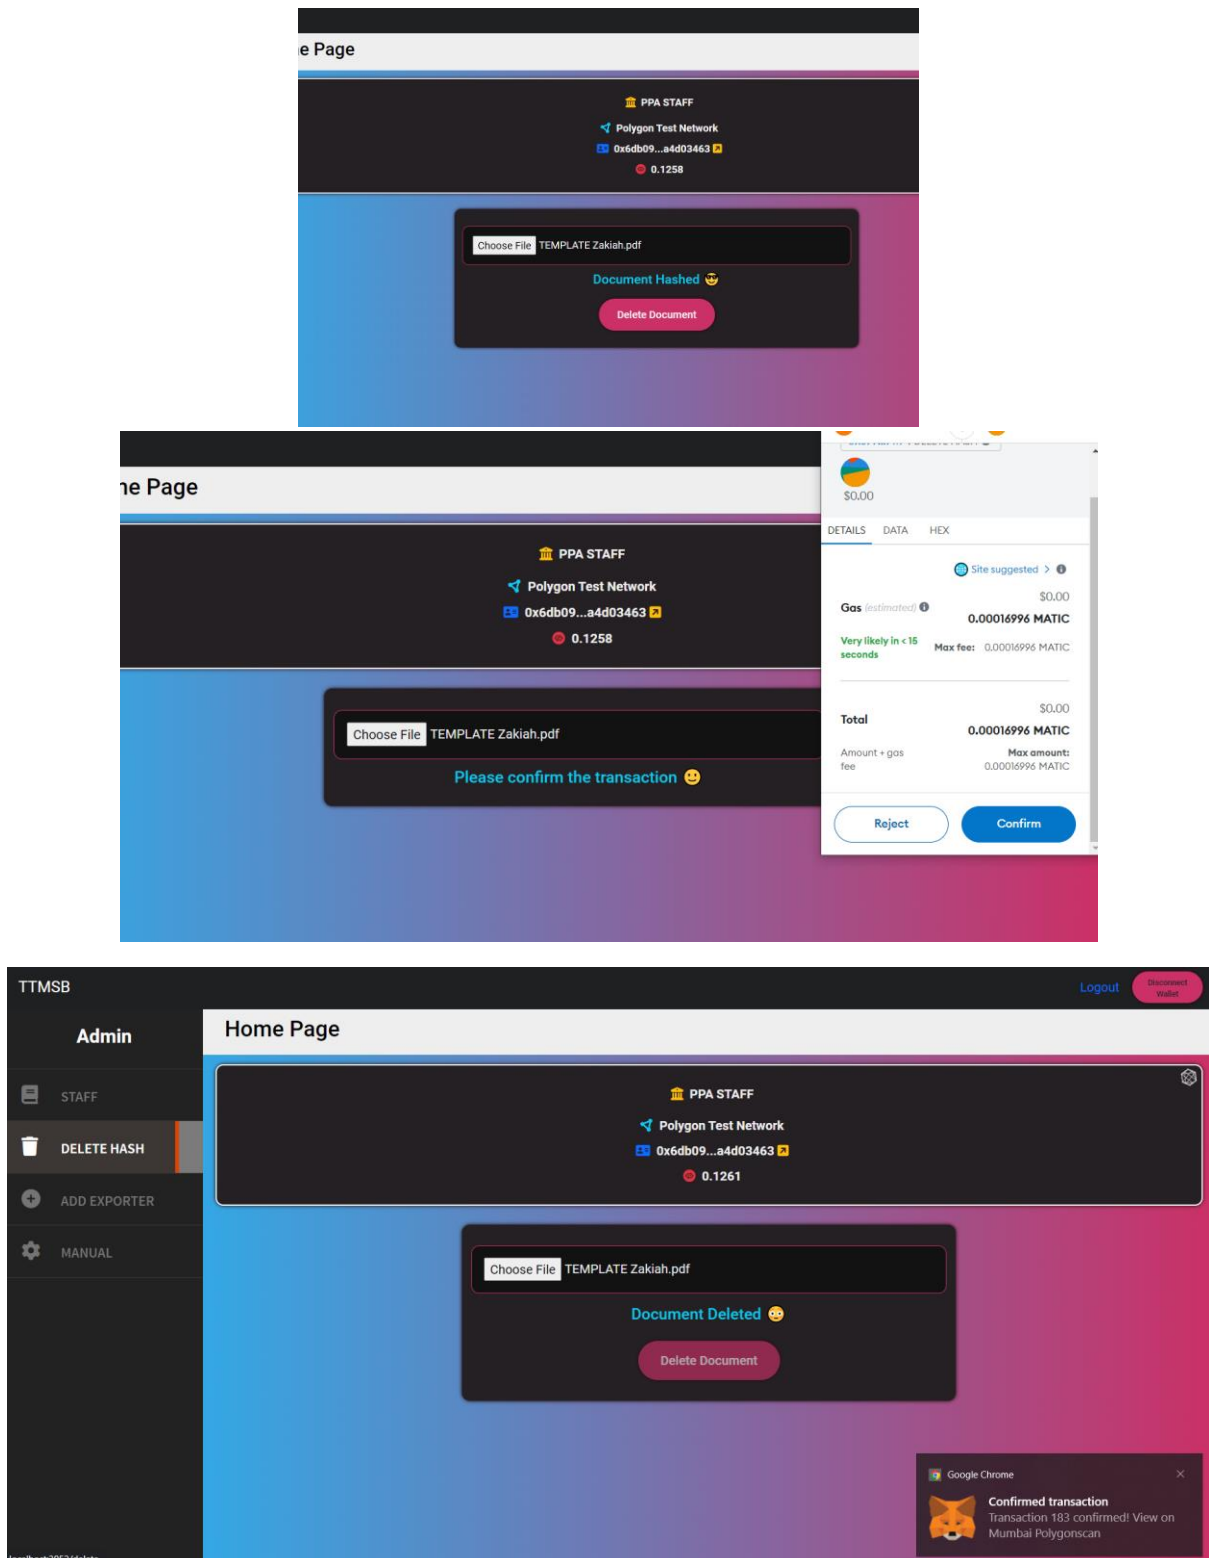 e Page
PPA STAFF
Polygon Test Network
0x6db09...a4d03463
0.1258
Choose File TEMPLATE Zakiah.pdf
Document Hashed
Delete Document
ne Page
PPA STAFF
Polygon Test Network
0x6db09...a4d03463
0.1258
Choose File TEMPLATE Zakiah.pdf
Please confirm the transaction
$0.00
DETAILS DATA HEX
Site suggested >
$0.00
Gas (estimated) 0.00016996 MATIC
Very likely in < 15 seconds
Max fee: 0.00016996 MATIC
$0.00
Total 0.00016996 MATIC
Amount + gas fee
Max amount:
0.00016996 MATIC
Reject Confirm
TTMSB
Logout
Disconnect
Wallet
Admin
Home Page
STAFF
DELETE HASH
ADD EXPORTER
MANUAL
PPA STAFF
Polygon Test Network
0x6db09...a4d03463
0.1261
Choose File TEMPLATE Zakiah.pdf
Document Deleted
Delete Document
Google Chrome
Confirmed transaction
Transaction 183 confirmed! View on
Mumbai Polygonscan